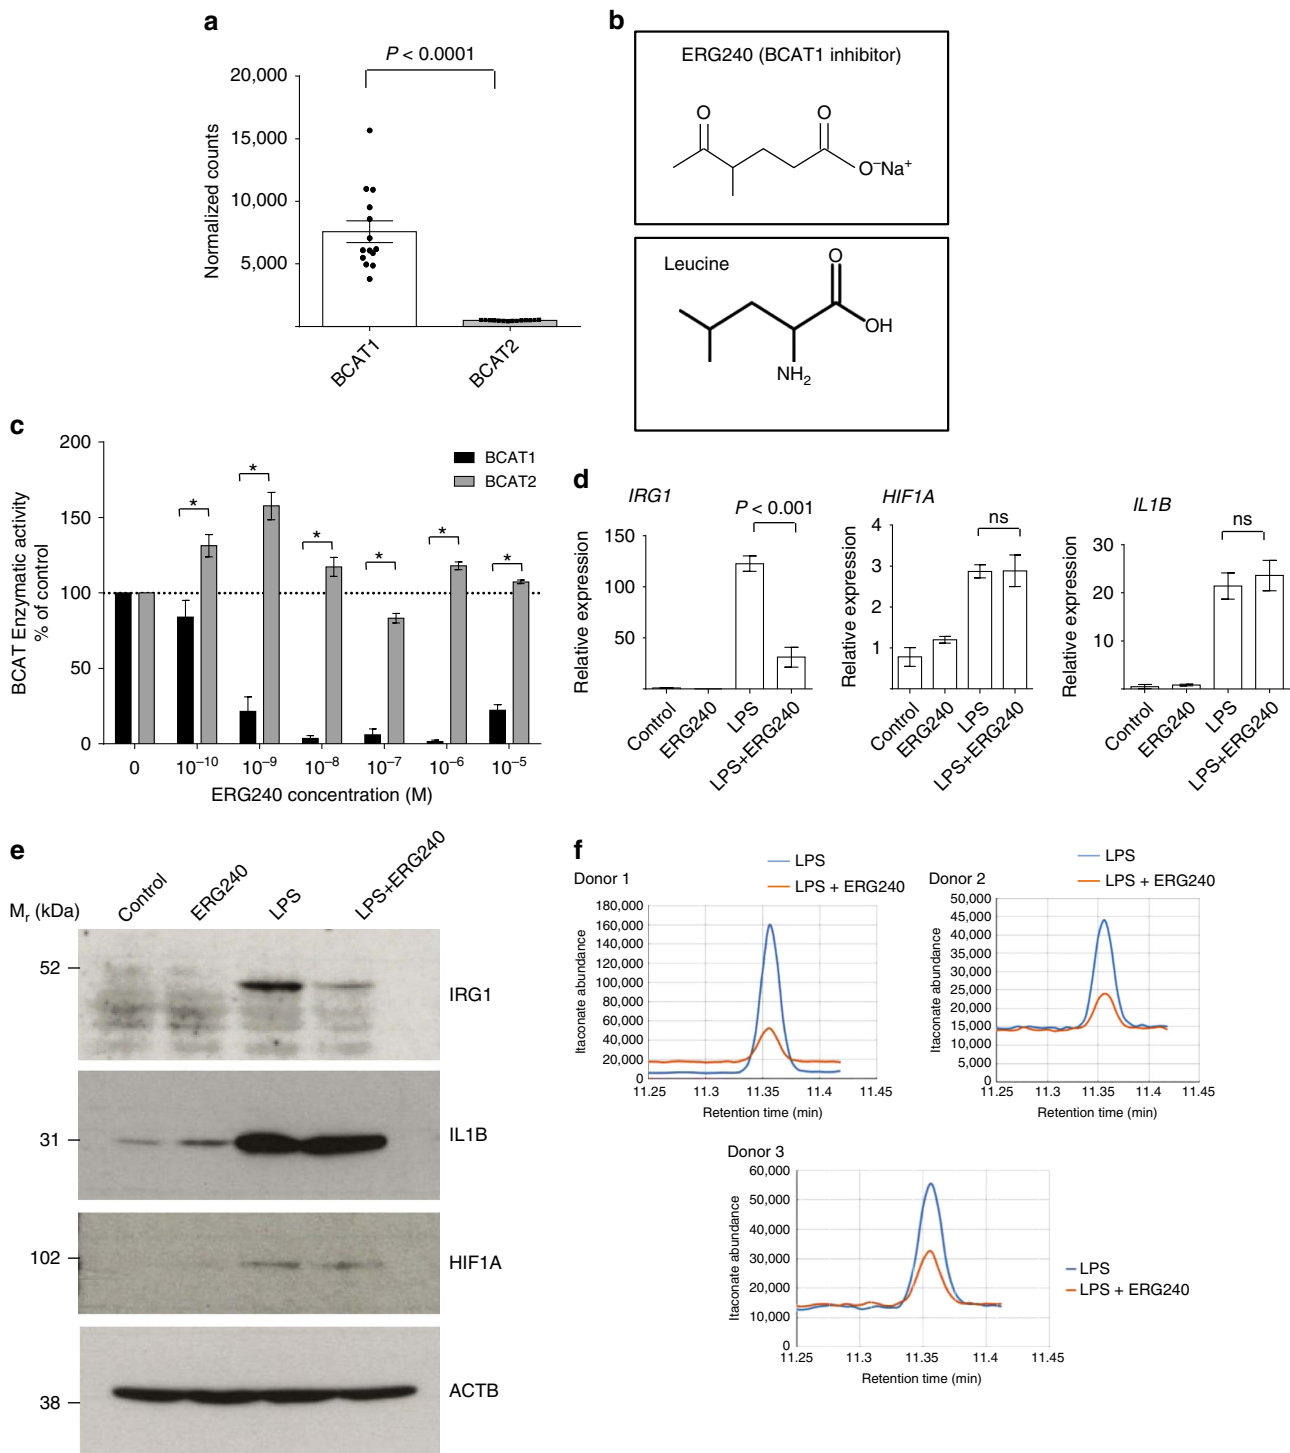 a
P < 0.0001
20,000
15,000
10,000
5,000
Normalized counts
BCAT1
BCAT2
b
ERG240 (BCAT1 inhibitor)
O
O
O⁻Na⁺
Leucine
O
OH
NH₂
c
200
150
100
50
0
BCAT Enzymatic activity
% of control
BCAT1
BCAT2
*
*
*
*
*
*
0
10⁻¹⁰
10⁻⁹
10⁻⁸
10⁻⁷
10⁻⁶
10⁻⁵
ERG240 concentration (M)
d
IRG1
P < 0.001
150
100
50
Relative expression
Control
ERG240
LPS
LPS+ERG240
HIF1A
ns
4
3
2
1
Relative expression
Control
ERG240
LPS
LPS+ERG240
IL1B
ns
30
20
10
Relative expression
Control
ERG240
LPS
LPS+ERG240
e
Control
ERG240
LPS
LPS+ERG240
Mᵣ (kDa)
52
IRG1
31
IL1B
102
HIF1A
38
ACTB
f
LPS
LPS + ERG240
Donor 1
180,000
160,000
140,000
120,000
100,000
80,000
60,000
40,000
20,000
0
Itaconate abundance
11.25
11.3
11.35
11.4
11.45
Retention time (min)
LPS
LPS + ERG240
Donor 2
50,000
45,000
40,000
35,000
30,000
25,000
20,000
15,000
10,000
5,000
0
Itaconate abundance
11.25
11.3
11.35
11.4
11.45
Retention time (min)
Donor 3
60,000
50,000
40,000
30,000
20,000
10,000
0
Itaconate abundance
11.25
11.3
11.35
11.4
11.45
Retention time (min)
LPS
LPS + ERG240